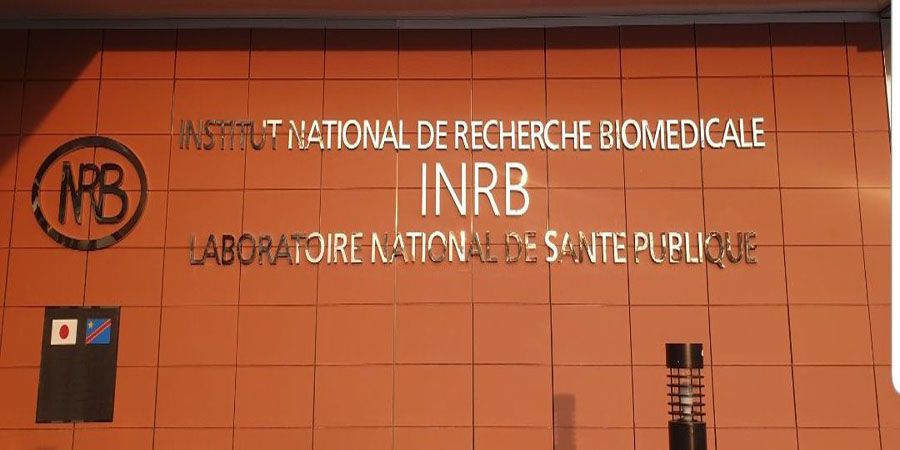 INSTITUT NATIONAL DE RECHERCHE BIOMEDICALE
INRB
INRB
LABORATOIRE NATIONAL DE SANTE PUBLIQUE